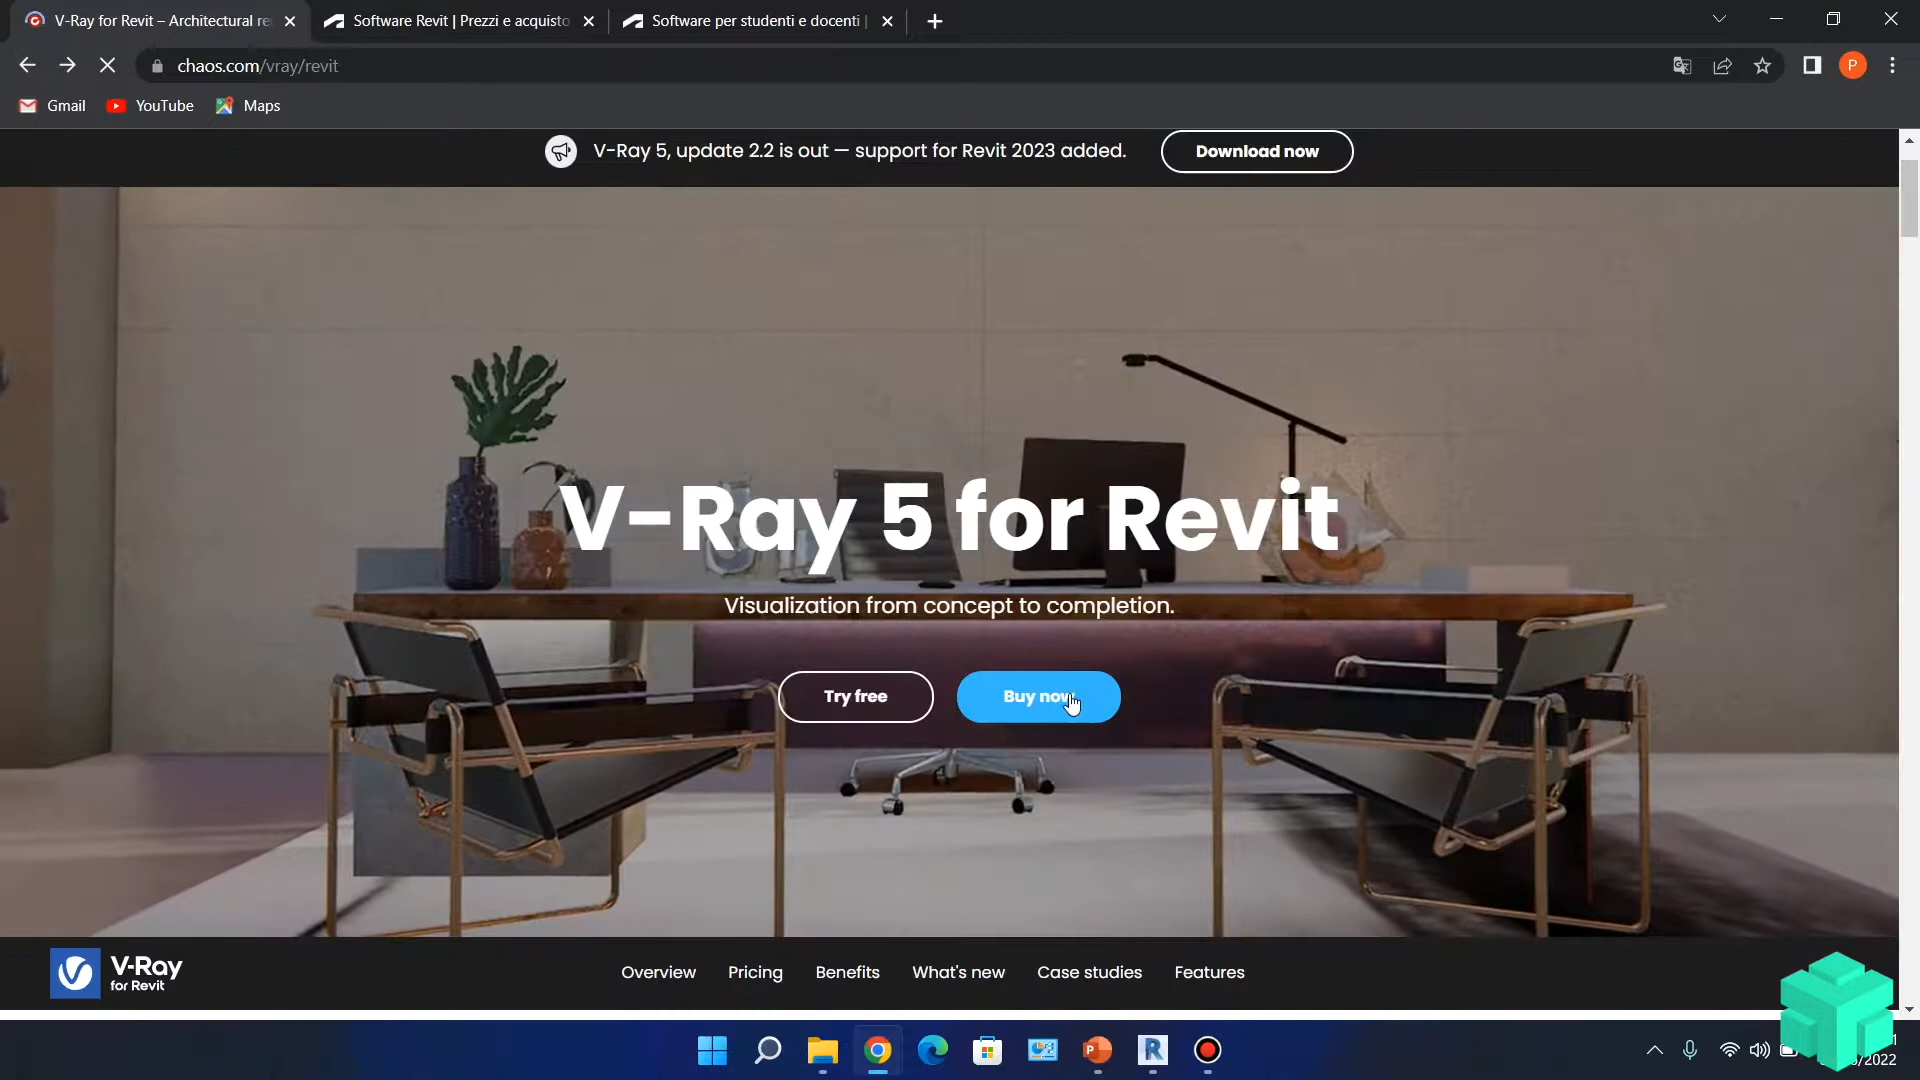 V-Ray for Revit – Architectural re
Software Revit | Prezzi e acquisto
Software per studenti e docenti |
chaos.com/vray/revit
P
Gmail
YouTube
Maps
V-Ray 5, update 2.2 is out — support for Revit 2023 added.
Download now
V-Ray 5 for Revit
Visualization from concept to completion.
Try free
Buy now
V-Ray
for Revit
Overview
Pricing
Benefits
What's new
Case studies
Features